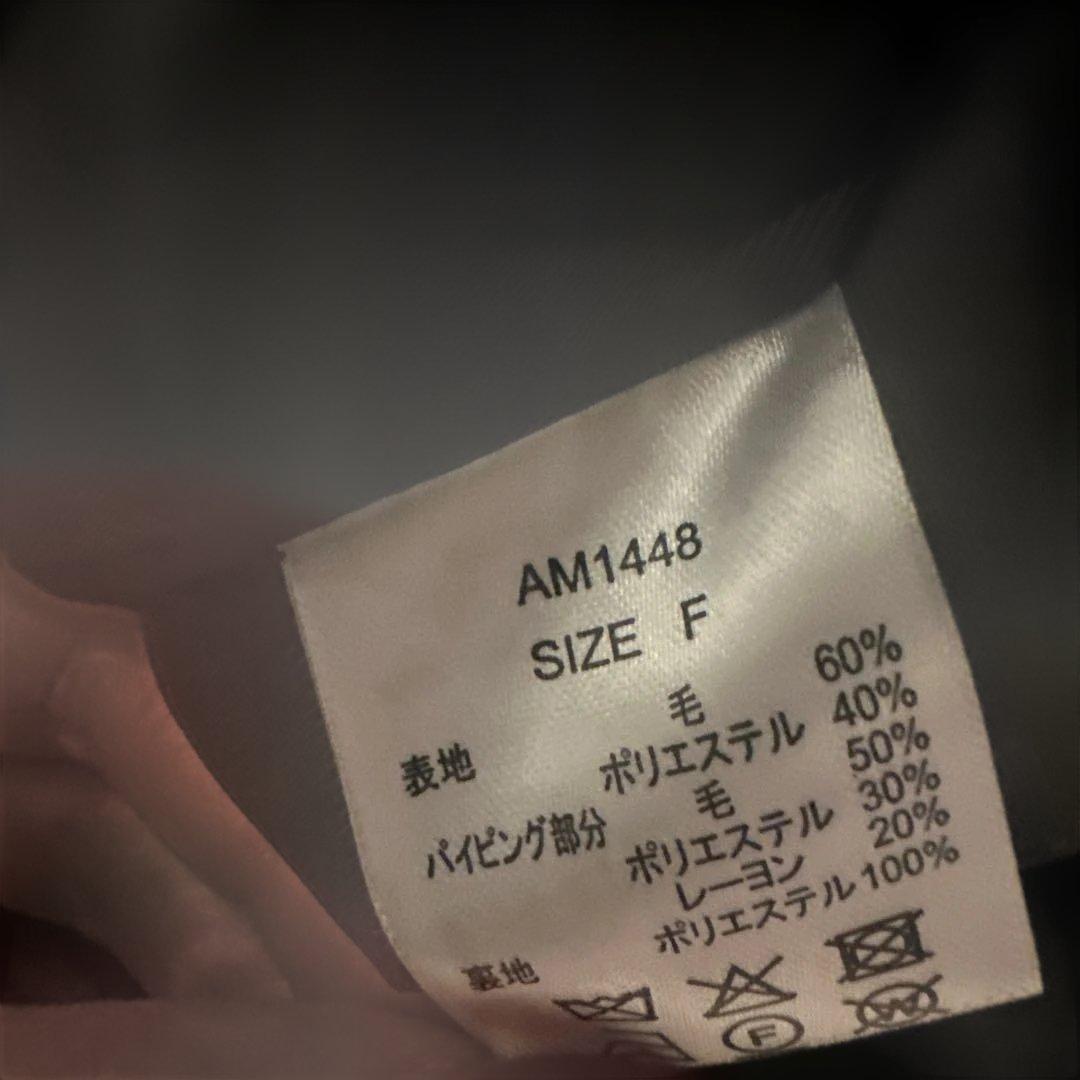 AM1448
SIZE F
表地 毛 60%
ポリエステル 40%
パイピング部分 毛 50%
ポリエステル 30%
レーヨン 20%
裏地 ポリエステル 100%
F
W